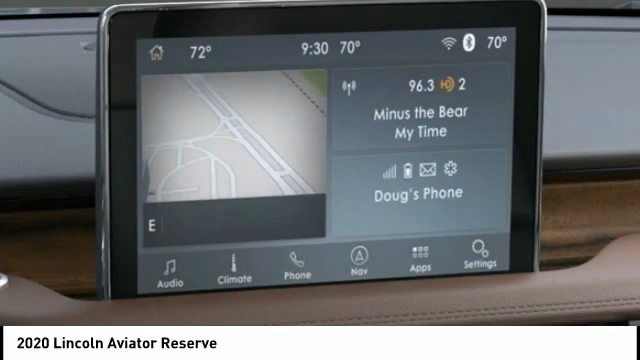 72° 9:30 70° 70°
96.3 HD 2
Minus the Bear
My Time
Doug's Phone
E
Audio Climate Phone Nav Apps Settings
2020 Lincoln Aviator Reserve